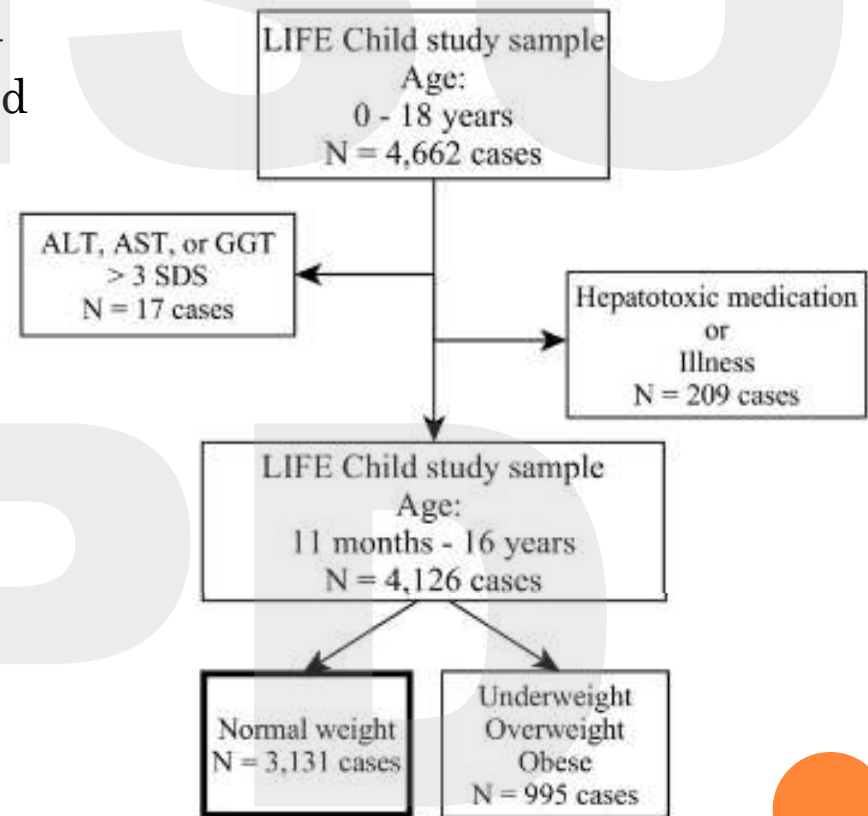 d
LIFE Child study sample
Age:
0 - 18 years
N = 4,662 cases
ALT, AST, or GGT
> 3 SDS
N = 17 cases
Hepatotoxic medication
or
Illness
N = 209 cases
LIFE Child study sample
Age:
11 months - 16 years
N = 4,126 cases
Normal weight
N = 3,131 cases
Underweight
Overweight
Obese
N = 995 cases